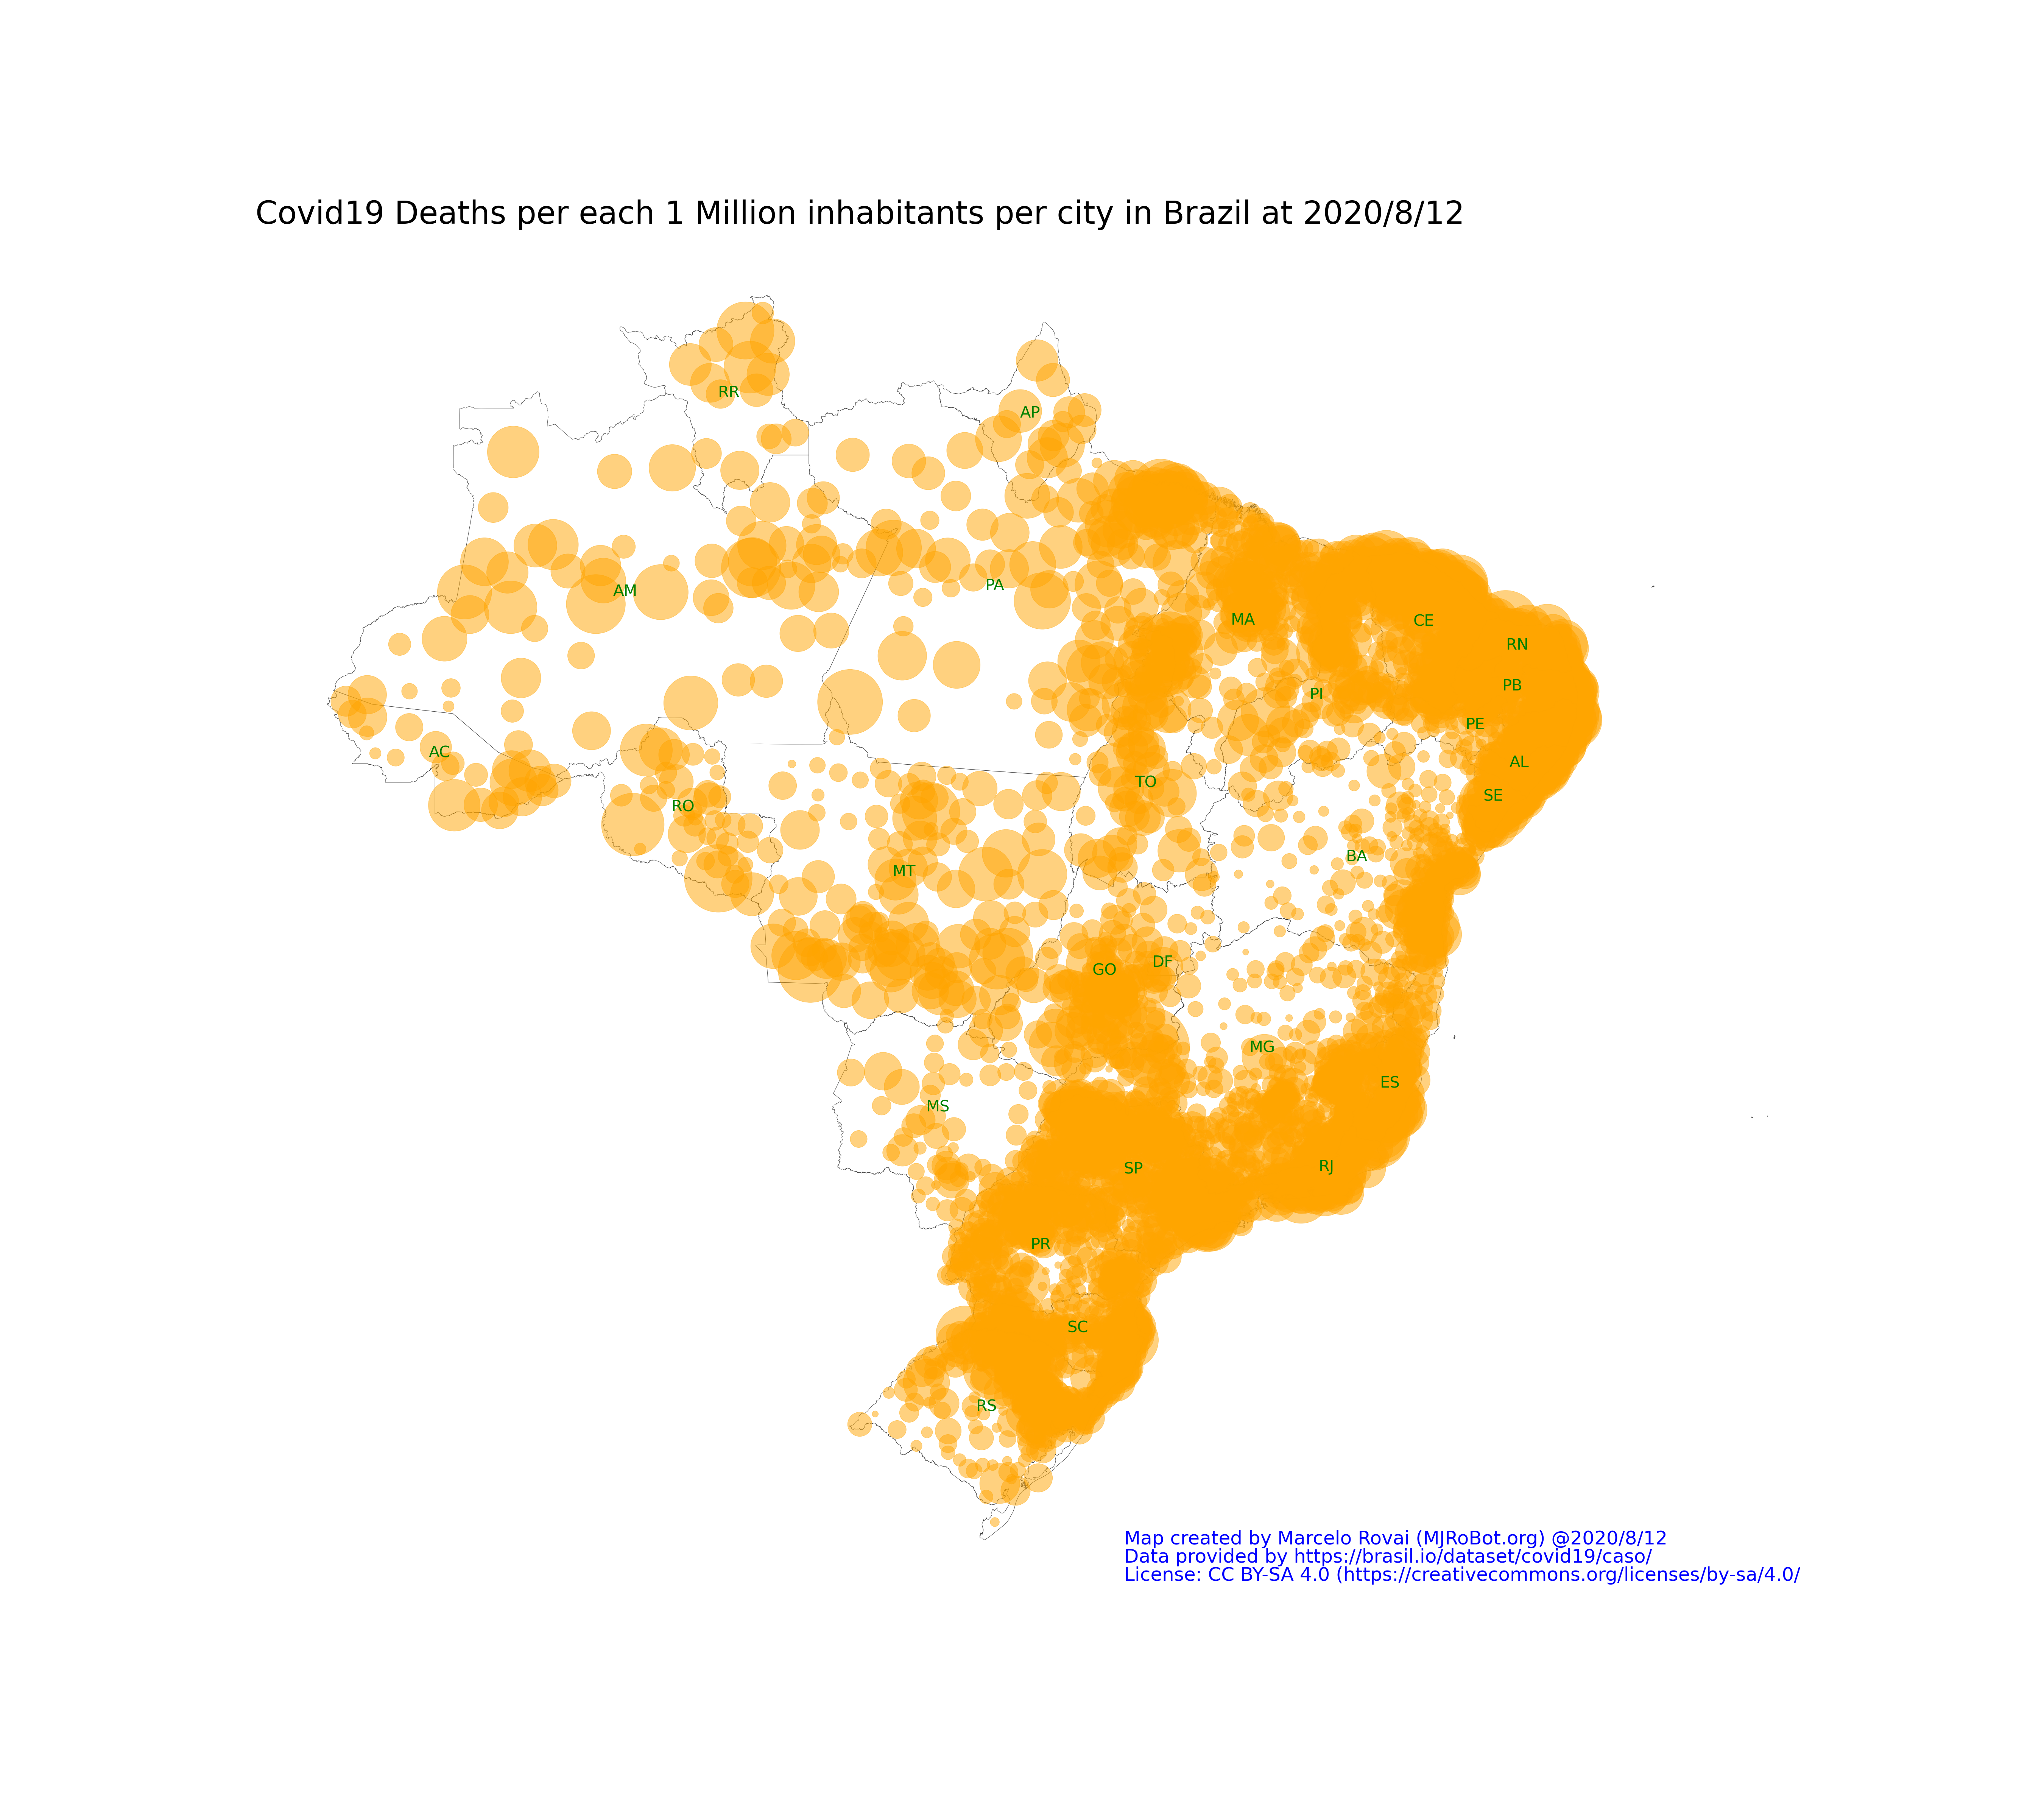 Covid19 Deaths per each 1 Million inhabitants per city in Brazil at 2020/8/12
RR
AP
AM
PA
MA
CE
RN
PB
PI
PE
AC
AL
TO
SE
RO
BA
MT
DF
GO
MG
ES
MS
RJ
SP
PR
SC
RS
Map created by Marcelo Rovai (MJRoBot.org) @2020/8/12
Data provided by https://brasil.io/dataset/covid19/caso/
License: CC BY-SA 4.0 (https://creativecommons.org/licenses/by-sa/4.0/